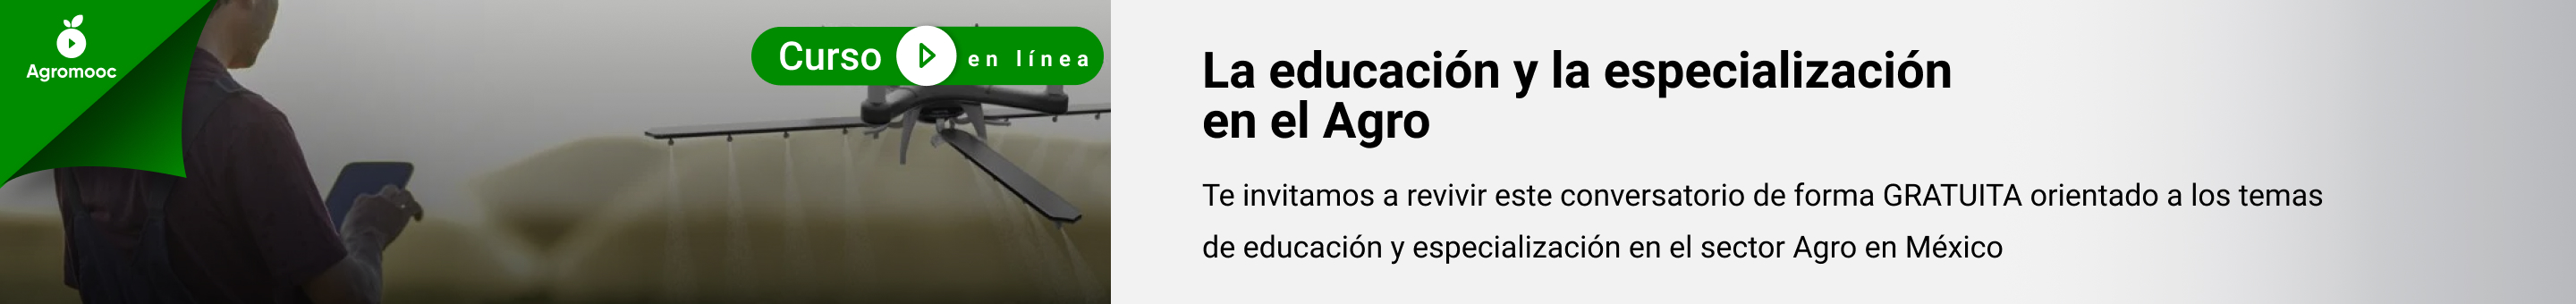 Agromooc
Curso en línea
La educación y la especialización
en el Agro
Te invitamos a revivir este conversatorio de forma GRATUITA orientado a los temas
de educación y especialización en el sector Agro en México